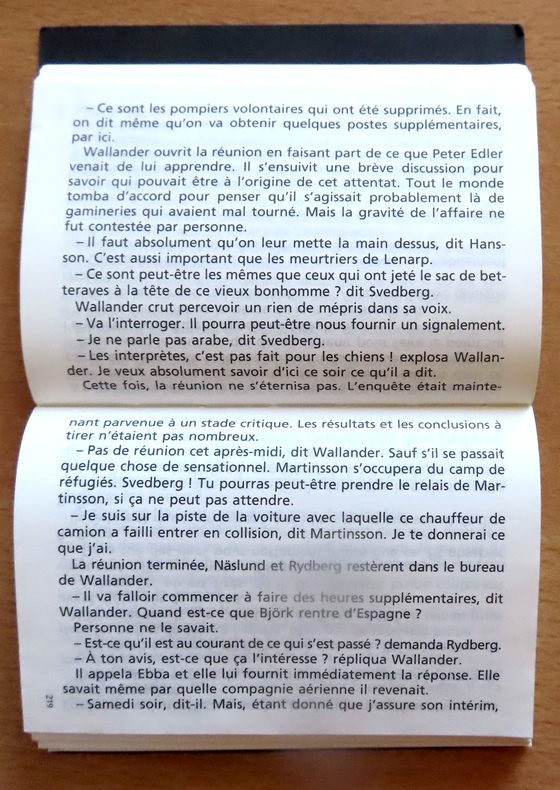 – Ce sont les pompiers volontaires qui ont été supprimés. En fait,
on dit même qu'on va obtenir quelques postes supplémentaires,
par ici.
Wallander ouvrit la réunion en faisant part de ce que Peter Edler
venait de lui apprendre. Il s'ensuivit une brève discussion pour
savoir qui pouvait être à l'origine de cet attentat. Tout le monde
tomba d'accord pour penser qu'il s'agissait probablement là de
gamineries qui avaient mal tourné. Mais la gravité de l'affaire ne
fut contestée par personne.
– Il faut absolument qu'on leur mette la main dessus, dit Hans-
son. C'est aussi important que les meurtriers de Lenarp.
– Ce sont peut-être les mêmes que ceux qui ont jeté le sac de bet-
teraves à la tête de ce vieux bonhomme ? dit Svedberg.
Wallander crut percevoir un rien de mépris dans sa voix.
– Va l'interroger. Il pourra peut-être nous fournir un signalement.
– Je ne parle pas arabe, dit Svedberg.
– Les interprètes, c'est pas fait pour les chiens ! explosa Wallan-
der. Je veux absolument savoir d'ici ce soir ce qu'il a dit.
Cette fois, la réunion ne s'éternisa pas. L'enquête était mainte-
nant parvenue à un stade critique. Les résultats et les conclusions à
tirer n'étaient pas nombreux.
– Pas de réunion cet après-midi, dit Wallander. Sauf s'il se passait
quelque chose de sensationnel. Martinsson s'occupera du camp de
réfugiés. Svedberg ! Tu pourras peut-être prendre le relais de Mar-
tinsson, si ça ne peut pas attendre.
– Je suis sur la piste de la voiture avec laquelle ce chauffeur de
camion a failli entrer en collision, dit Martinsson. Je te donnerai ce
que j'ai.
La réunion terminée, Näslund et Rydberg restèrent dans le bureau
de Wallander.
– Il va falloir commencer à faire des heures supplémentaires, dit
Wallander. Quand est-ce que Björk rentre d'Espagne ?
Personne ne le savait.
– Est-ce qu'il est au courant de ce qui s'est passé ? demanda Rydberg.
– À ton avis, est-ce que ça l'intéresse ? répliqua Wallander.
Il appela Ebba et elle lui fournit immédiatement la réponse. Elle
savait même par quelle compagnie aérienne il revenait.
– Samedi soir, dit-il. Mais, étant donné que j'assure son intérim,
219